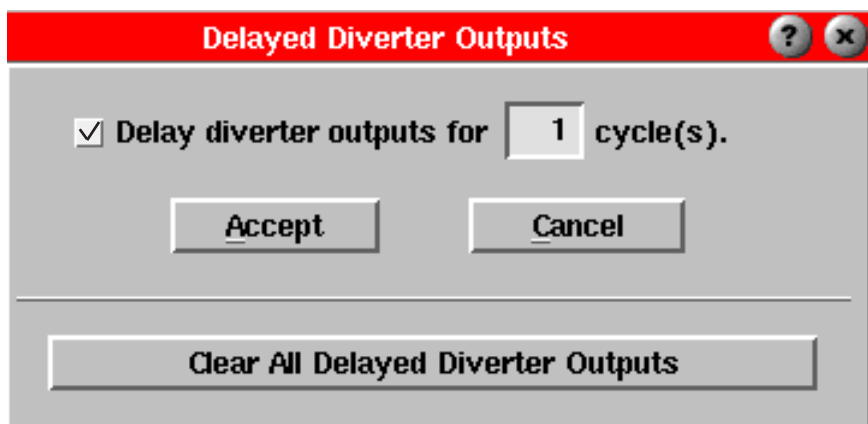 Delayed Diverter Outputs ? x
Delay diverter outputs for 1 cycle(s).
Accept Cancel
Clear All Delayed Diverter Outputs